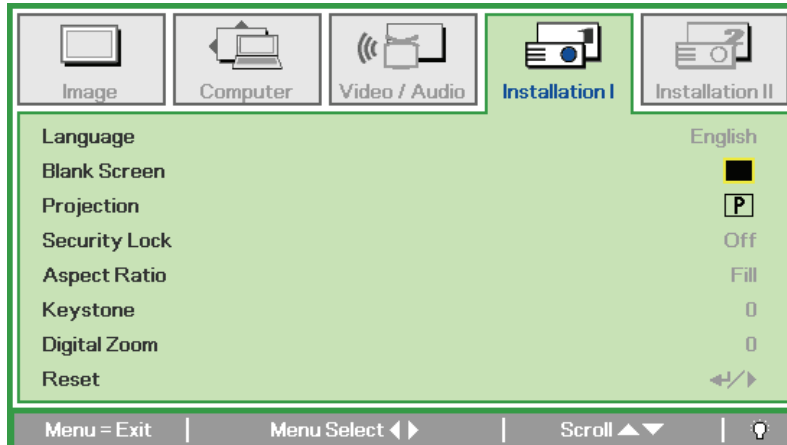 Image Computer Video / Audio Installation I Installation II
Language English
Blank Screen
Projection P
Security Lock Off
Aspect Ratio Fill
Keystone 0
Digital Zoom 0
Reset
Menu = Exit Menu Select Scroll